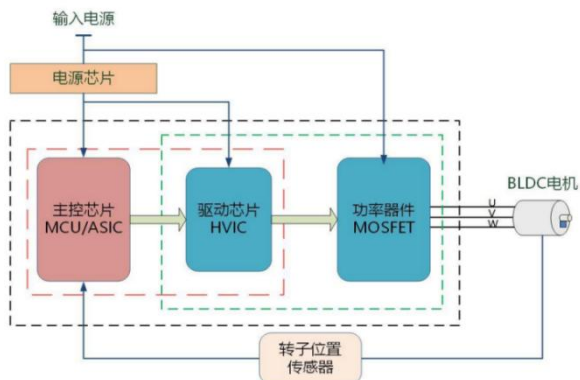 输入电源
电源芯片
主控芯片
MCU/ASIC
驱动芯片
HVIC
功率器件
MOSFET
BLDC电机
U
V
W
转子位置
传感器